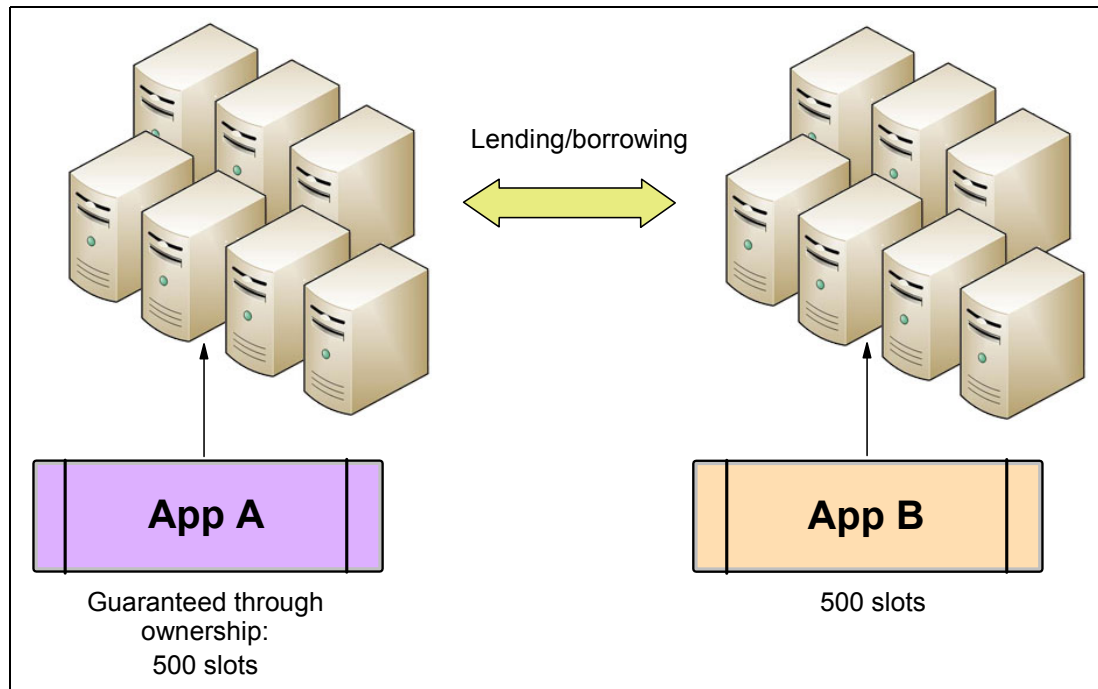 Lending/borrowing
App A
Guaranteed through
ownership:
500 slots
App B
500 slots